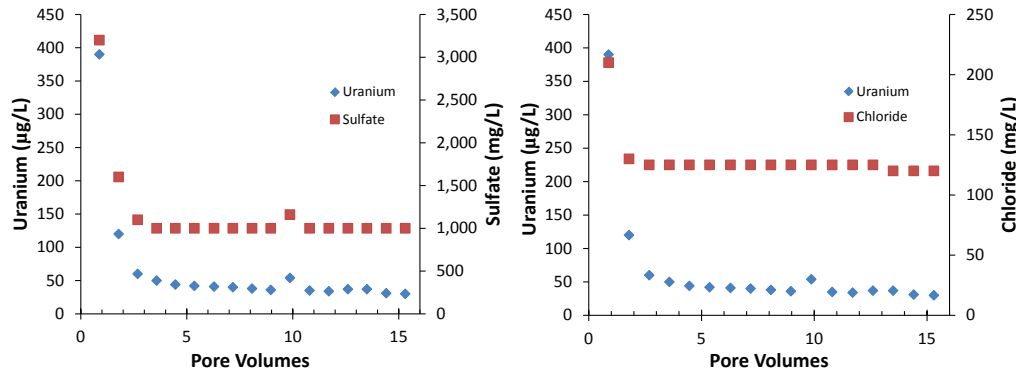 450
400
350
300
250
200
150
100
50
0
Uranium (µg/L)
3,500
3,000
2,500
2,000
1,500
1,000
500
0
Sulfate (mg/L)
Uranium
Sulfate
0 5 10 15
Pore Volumes
450
400
350
300
250
200
150
100
50
0
Uranium (µg/L)
250
200
150
100
50
0
Chloride (mg/L)
Uranium
Chloride
0 5 10 15
Pore Volumes